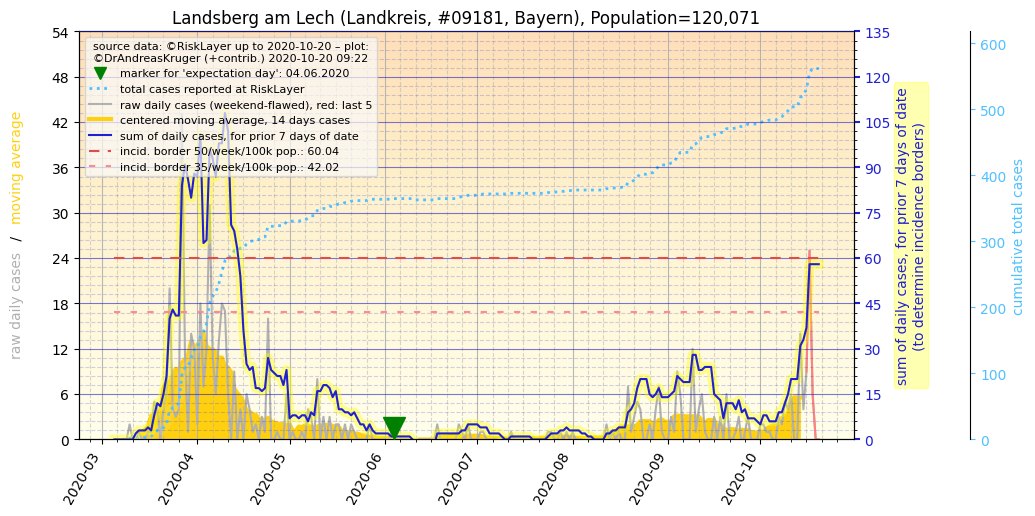 Landsberg am Lech (Landkreis, #09181, Bayern), Population=120,071
source data: ©RiskLayer up to 2020-10-20 – plot:
©DrAndreasKruger (+contrib.) 2020-10-20 09:22
marker for 'expectation day': 04.06.2020
total cases reported at RiskLayer
raw daily cases (weekend-flawed), red: last 5
centered moving average, 14 days cases
sum of daily cases, for prior 7 days of date
incid. border 50/week/100k pop.: 60.04
incid. border 35/week/100k pop.: 42.02
raw daily cases / moving average
54
48
42
36
30
24
18
12
6
0
2020-03
2020-04
2020-05
2020-06
2020-07
2020-08
2020-09
2020-10
135
120
105
90
75
60
45
30
15
0
sum of daily cases, for prior 7 days of date
(to determine incidence borders)
600
500
400
300
200
100
0
cumulative total cases